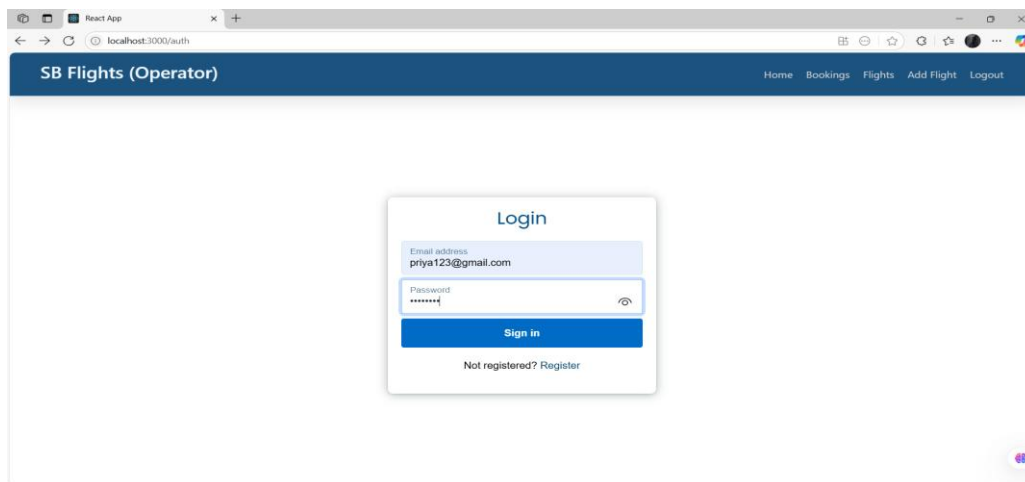 React App
localhost:3000/auth
SB Flights (Operator)
Home Bookings Flights Add Flight Logout
Login
Email address
priya123@gmail.com
Password
••••••••
Sign in
Not registered? Register